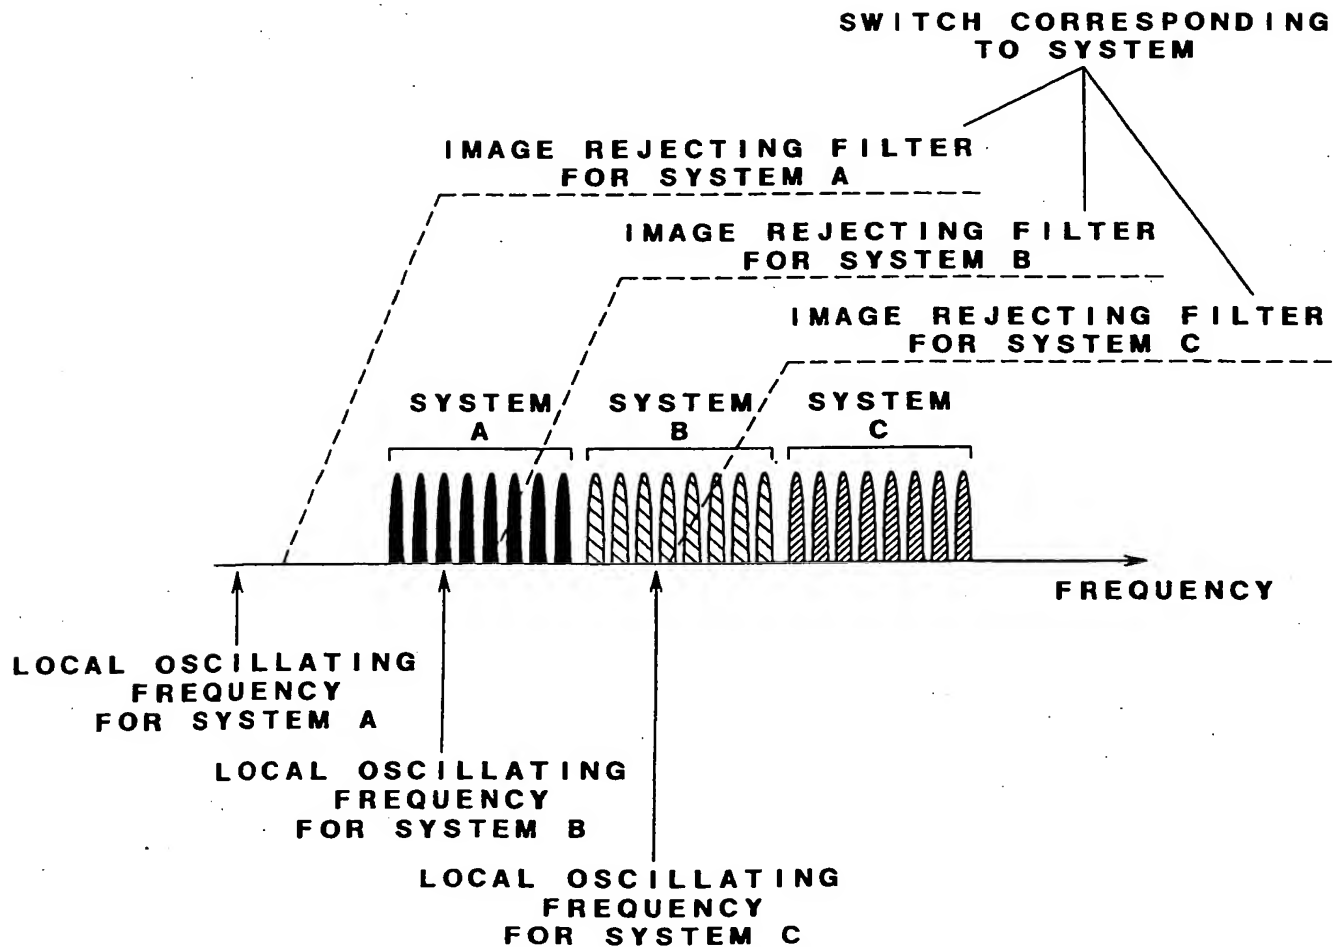 SWITCH CORRESPONDING
TO SYSTEM
IMAGE REJECTING FILTER
FOR SYSTEM A
IMAGE REJECTING FILTER
FOR SYSTEM B
IMAGE REJECTING FILTER
FOR SYSTEM C
SYSTEM
A
SYSTEM
B
SYSTEM
C
FREQUENCY
LOCAL OSCILLATING
FREQUENCY
FOR SYSTEM A
LOCAL OSCILLATING
FREQUENCY
FOR SYSTEM B
LOCAL OSCILLATING
FREQUENCY
FOR SYSTEM C